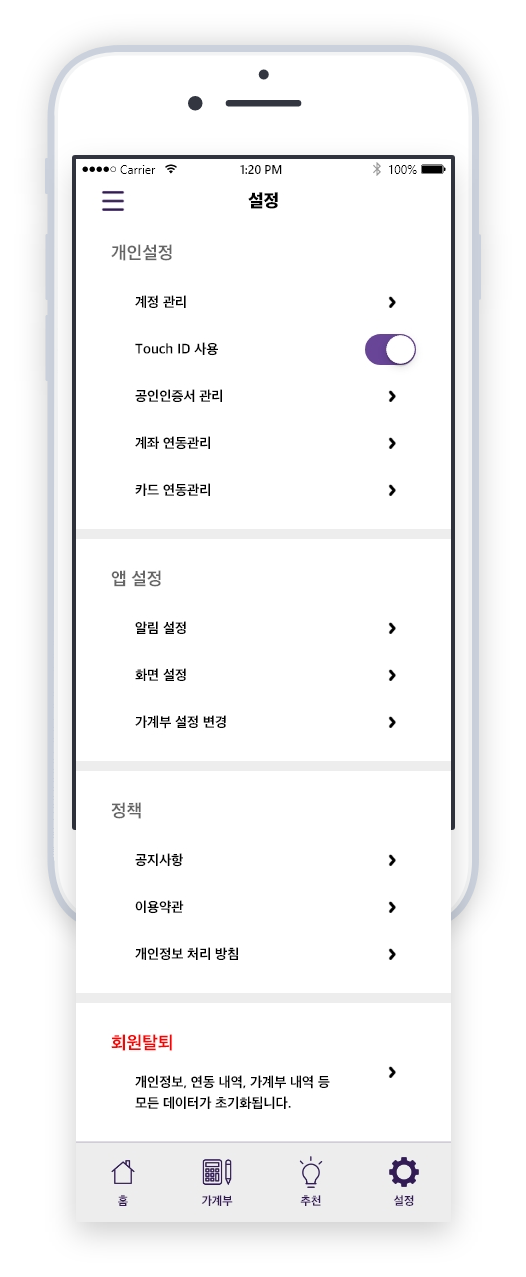 Carrier 1:20 PM 100%
설정
개인설정
계정 관리
Touch ID 사용
공인인증서 관리
계좌 연동관리
카드 연동관리
앱 설정
알림 설정
화면 설정
가계부 설정 변경
정책
공지사항
이용약관
개인정보 처리 방침
회원탈퇴
개인정보, 연동 내역, 가계부 내역 등
모든 데이터가 초기화됩니다.
홈 가계부 추천 설정